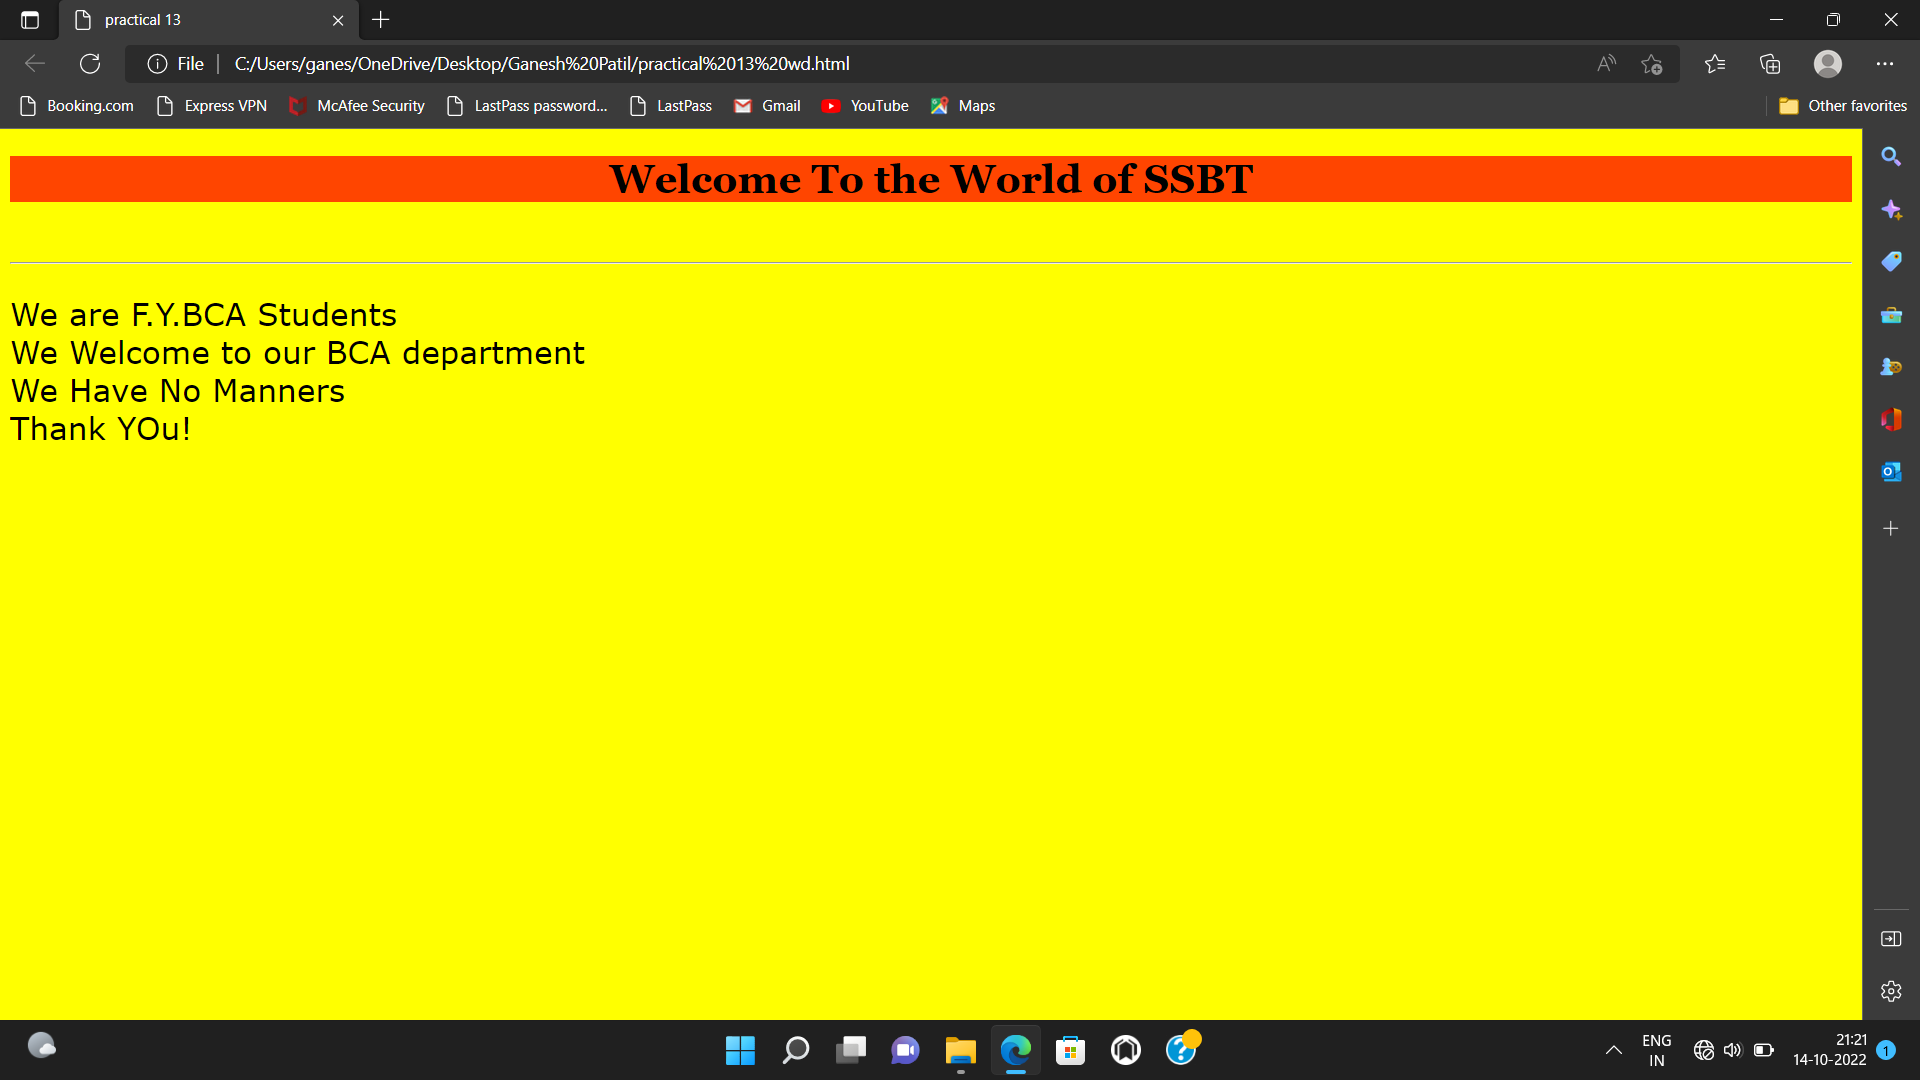 practical 13
File
C:/Users/ganes/OneDrive/Desktop/Ganesh%20Patil/practical%2013%20wd.html
Booking.com Express VPN McAfee Security LastPass password... LastPass Gmail YouTube Maps Other favorites
Welcome To the World of SSBT
We are F.Y.BCA Students
We Welcome to our BCA department
We Have No Manners
Thank YOu!
ENG
IN
21:21
14-10-2022
1